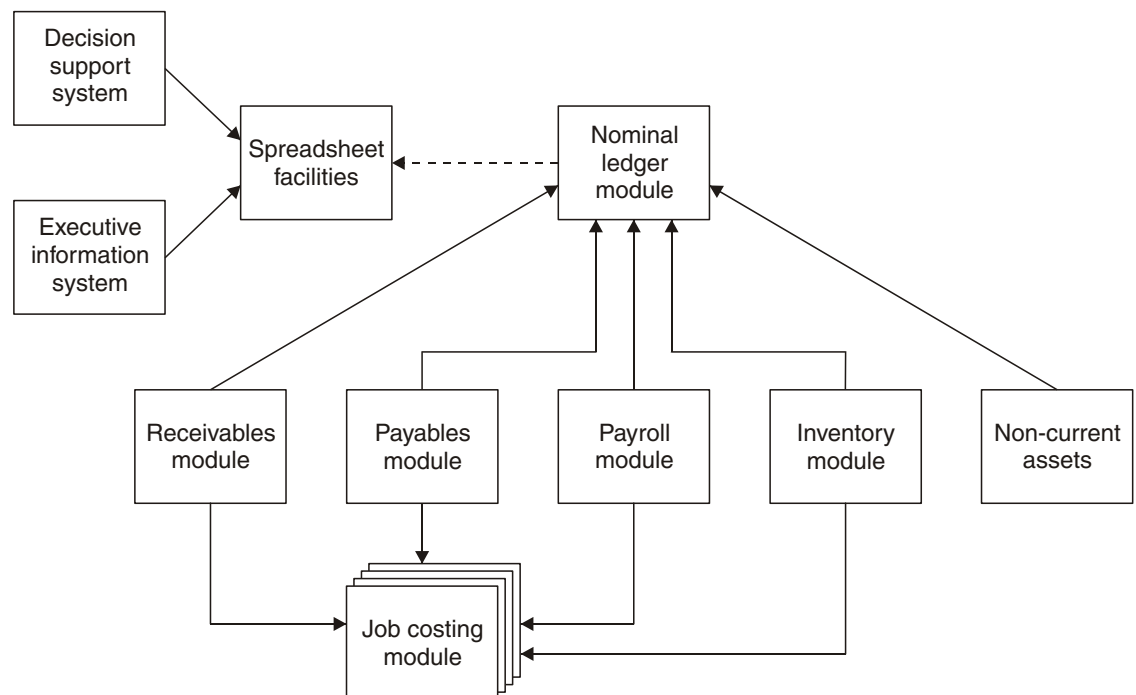 Decision
support
system
Spreadsheet
facilities
Nominal
ledger
module
Executive
information
system
Receivables
module
Payables
module
Payroll
module
Inventory
module
Non-current
assets
Job costing
module